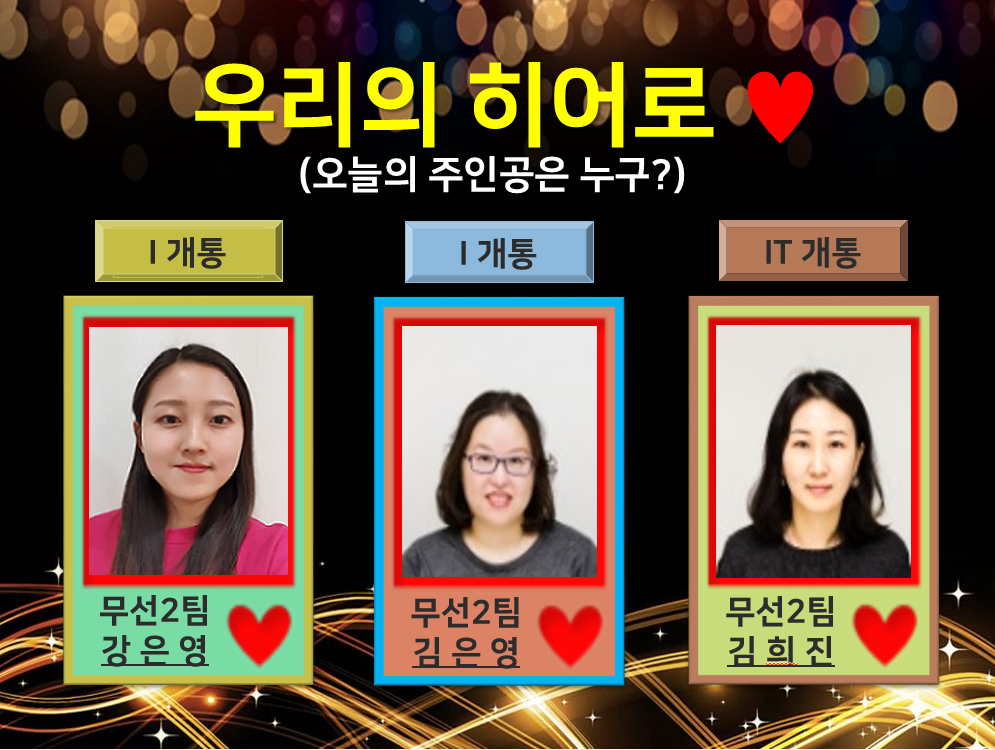 우리의 히어로
(오늘의 주인공은 누구?)
I 개통
I 개통
IT 개통
무선2팀
강 은 영
무선2팀
김 은 영
무선2팀
김 희 진